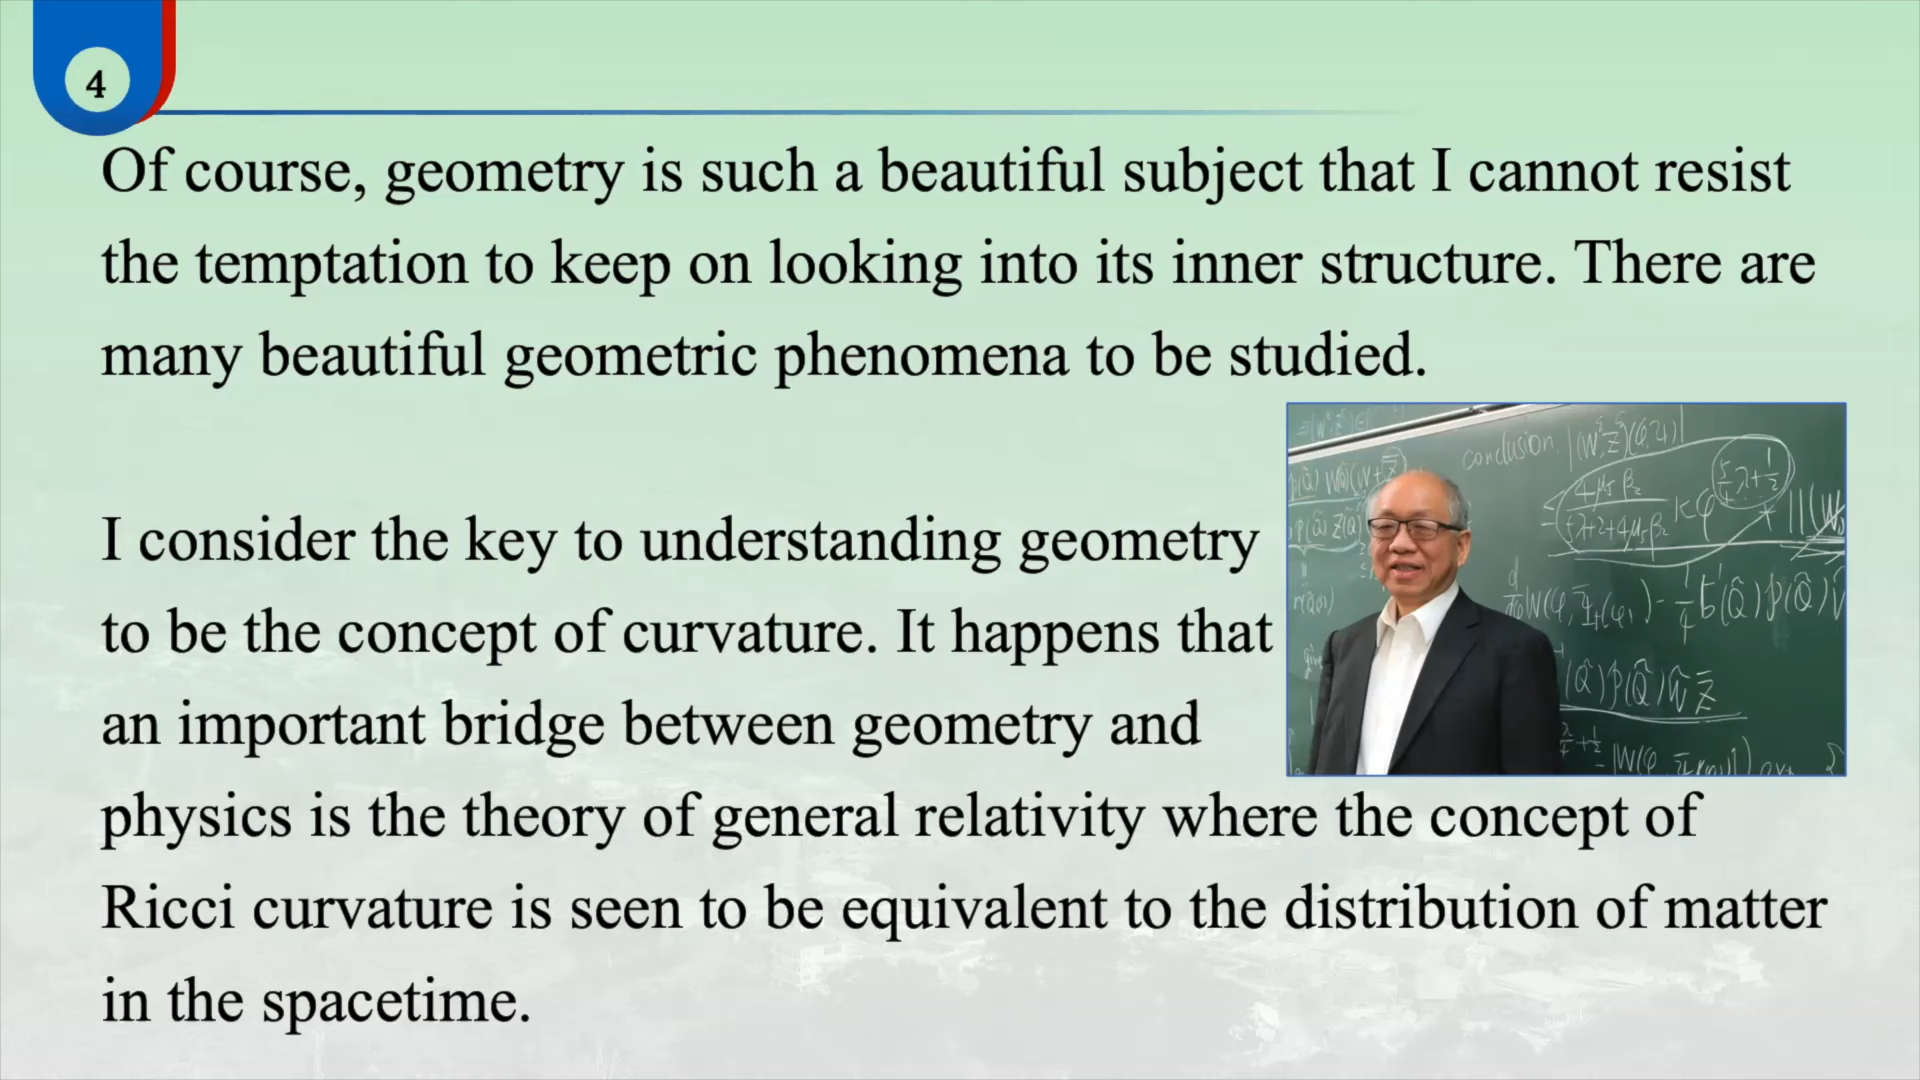 4
Of course, geometry is such a beautiful subject that I cannot resist
the temptation to keep on looking into its inner structure. There are
many beautiful geometric phenomena to be studied.
I consider the key to understanding geometry
to be the concept of curvature. It happens that
an important bridge between geometry and
physics is the theory of general relativity where the concept of
Ricci curvature is seen to be equivalent to the distribution of matter
in the spacetime.
conclusion,